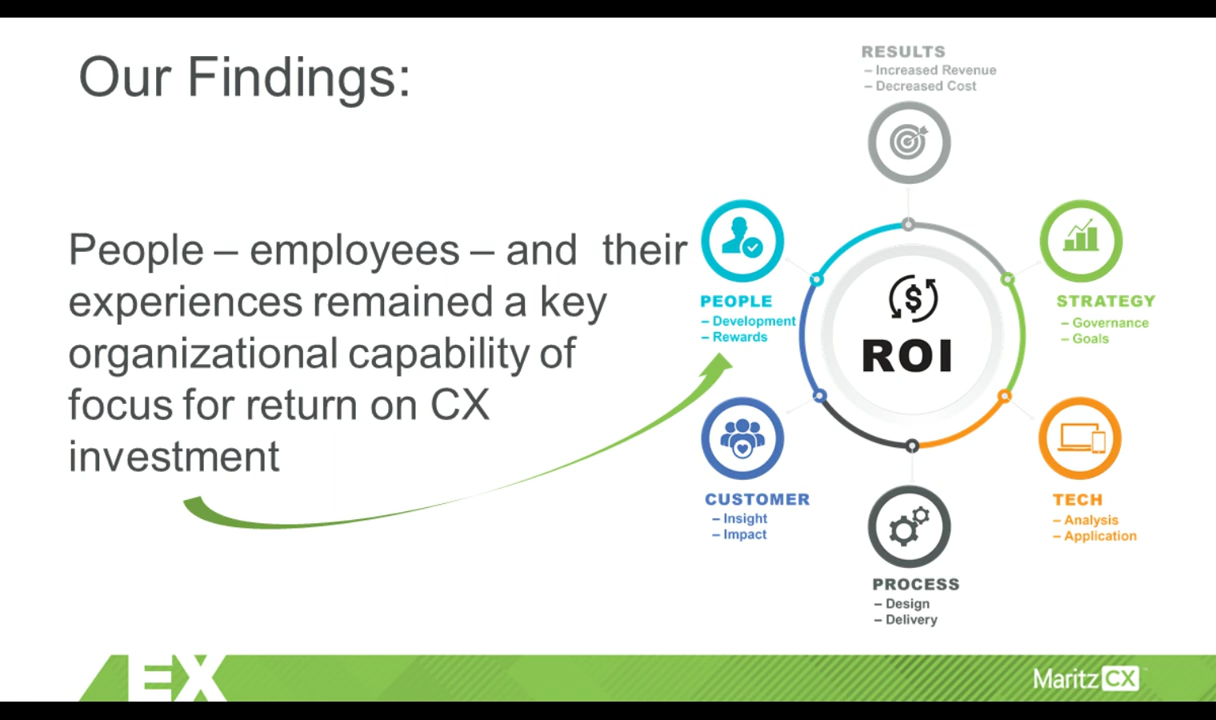 Our Findings:
People – employees – and their
experiences remained a key
organizational capability of
focus for return on CX
investment
RESULTS
– Increased Revenue
– Decreased Cost
PEOPLE
– Development
– Rewards
STRATEGY
– Governance
– Goals
$
ROI
CUSTOMER
– Insight
– Impact
TECH
– Analysis
– Application
PROCESS
– Design
– Delivery
EX
MaritzCX